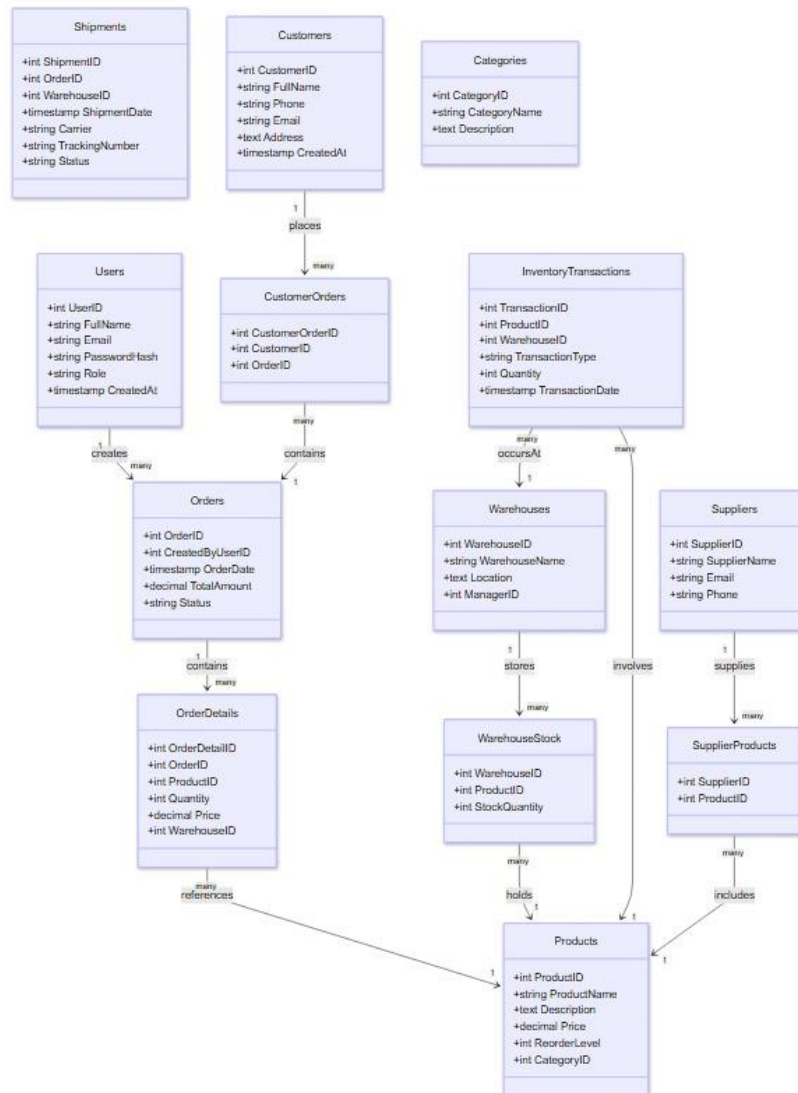 Shipments
+int ShipmentID
+int OrderID
+int WarehouseID
+timestamp ShipmentDate
+string Carrier
+string TrackingNumber
+string Status
Customers
+int CustomerID
+string FullName
+string Phone
+string Email
+text Address
+timestamp CreatedAt
Categories
+int CategoryID
+string CategoryName
+text Description
1
places
many
Users
+int UserID
+string FullName
+string Email
+string PasswordHash
+string Role
+timestamp CreatedAt
CustomerOrders
+int CustomerOrderID
+int CustomerID
+int OrderID
InventoryTransactions
+int TransactionID
+int ProductID
+int WarehouseID
+string TransactionType
+int Quantity
+timestamp TransactionDate
1
creates
many
many
contains
1
many
occursAt
1
many
involves
1
Orders
+int OrderID
+int CreatedByUserID
+timestamp OrderDate
+decimal TotalAmount
+string Status
Warehouses
+int WarehouseID
+string WarehouseName
+text Location
+int ManagerID
Suppliers
+int SupplierID
+string SupplierName
+string Email
+string Phone
1
contains
many
1
stores
many
1
supplies
many
OrderDetails
+int OrderDetailID
+int OrderID
+int ProductID
+int Quantity
+decimal Price
+int WarehouseID
WarehouseStock
+int WarehouseID
+int ProductID
+int StockQuantity
SupplierProducts
+int SupplierID
+int ProductID
many
references
1
many
holds
1
many
includes
1
Products
+int ProductID
+string ProductName
+text Description
+decimal Price
+int ReorderLevel
+int CategoryID